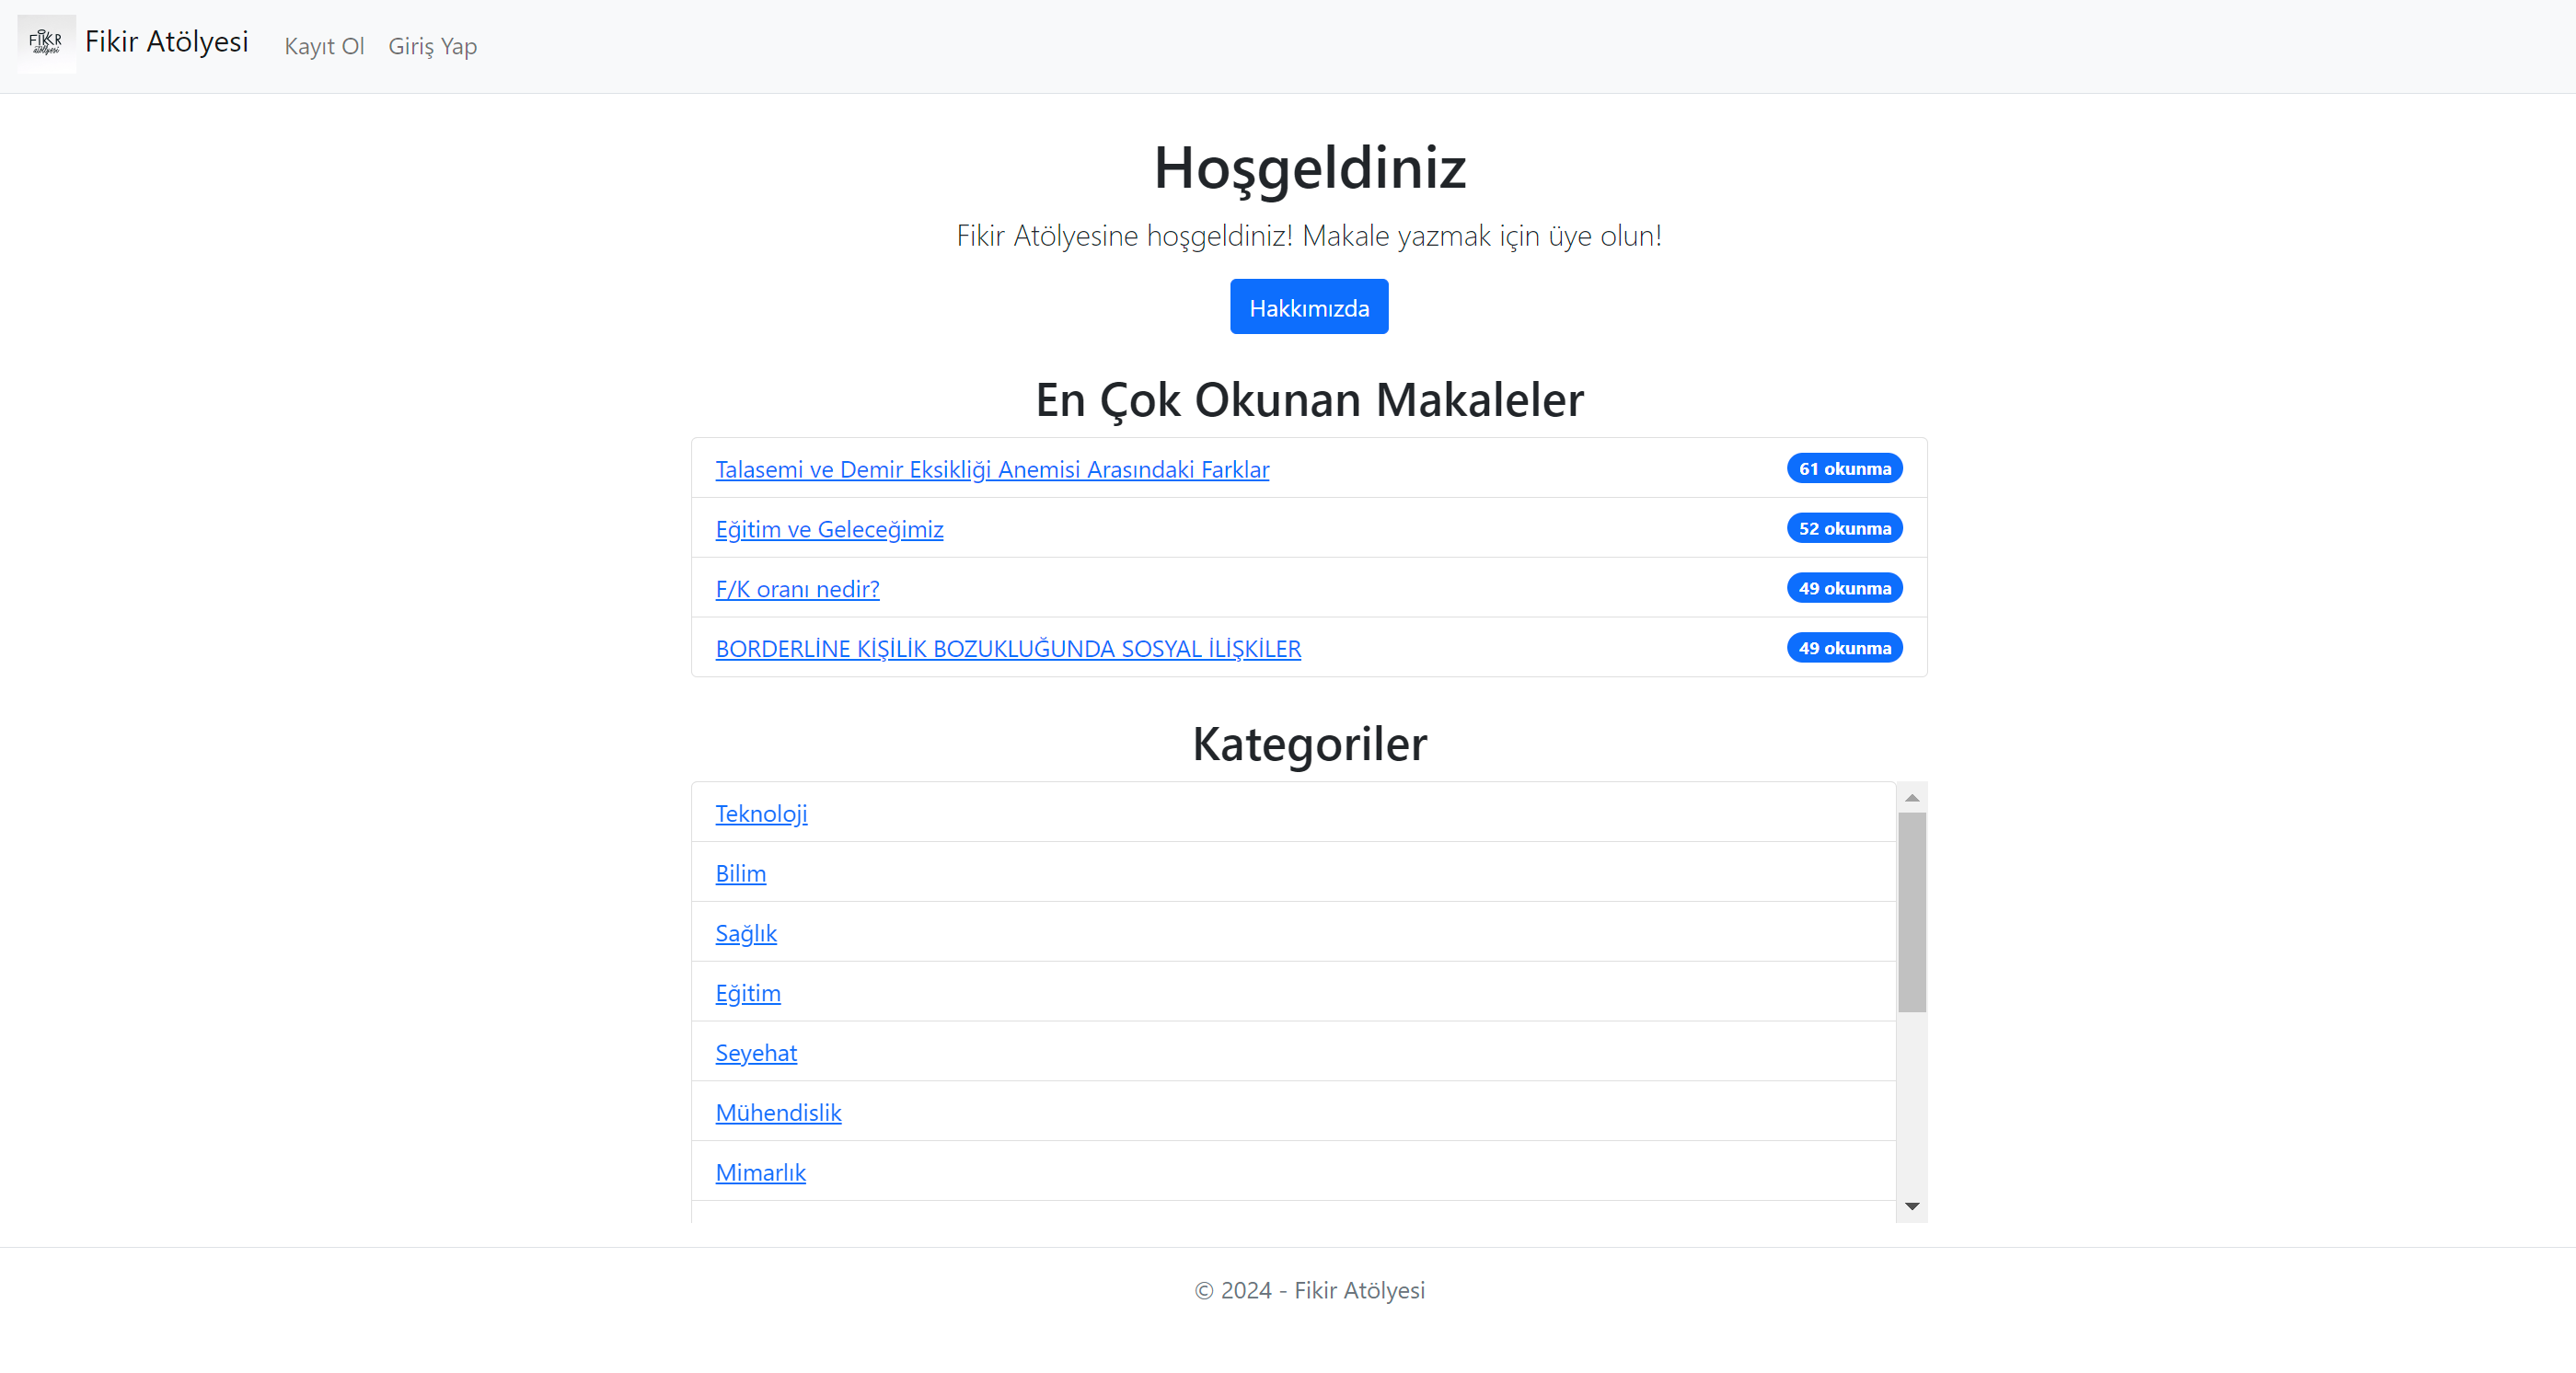 FİKİR
atölyesi
Fikir Atölyesi
Kayıt Ol
Giriş Yap
Hoşgeldiniz
Fikir Atölyesine hoşgeldiniz! Makale yazmak için üye olun!
Hakkımızda
En Çok Okunan Makaleler
Talasemi ve Demir Eksikliği Anemisi Arasındaki Farklar 61 okunma
Eğitim ve Geleceğimiz 52 okunma
F/K oranı nedir? 49 okunma
BORDERLİNE KİŞİLİK BOZUKLUĞUNDA SOSYAL İLİŞKİLER 49 okunma
Kategoriler
Teknoloji
Bilim
Sağlık
Eğitim
Seyehat
Mühendislik
Mimarlık
© 2024 - Fikir Atölyesi